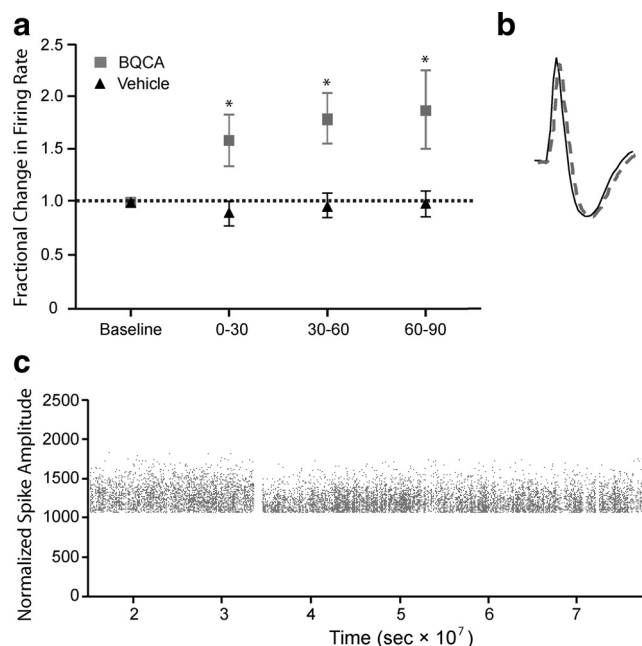 a
b
Fractional Change in Firing Rate
2.5
2.0
1.5
1.0
0.5
0
BQCA
Vehicle
*
*
*
Baseline 0-30 30-60 60-90
c
Normalized Spike Amplitude
2500
2000
1500
1000
500
0
2 3 4 5 6 7
Time (sec × 10⁷)